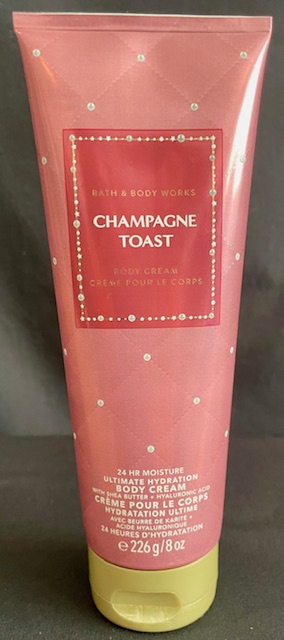 BATH & BODY WORKS
CHAMPAGNE
TOAST
BODY CREAM
CRÈME POUR LE CORPS
24 HR MOISTURE
ULTIMATE HYDRATION
BODY CREAM
WITH SHEA BUTTER + HYALURONIC ACID
CRÈME POUR LE CORPS
HYDRATATION ULTIME
AVEC BEURRE DE KARITÉ +
ACIDE HYALURONIQUE
24 HEURES D'HYDRATATION
℮ 226 g/8 oz